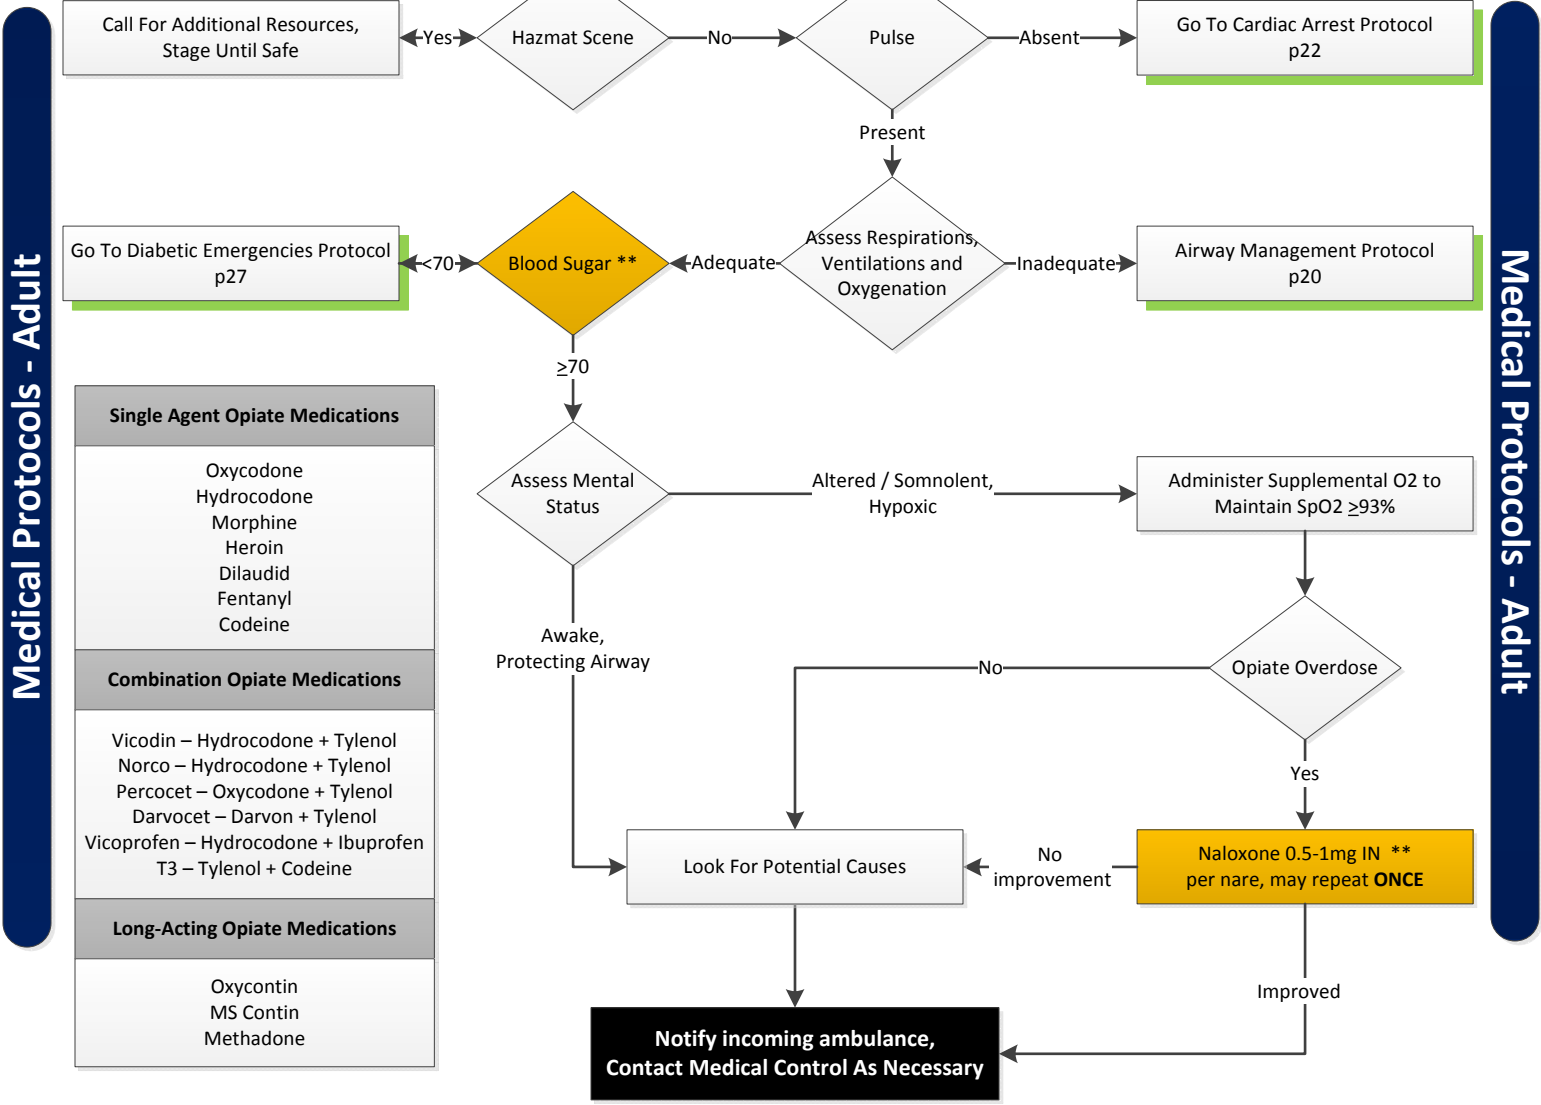 Medical Protocols - Adult
Call For Additional Resources,
Stage Until Safe
Yes
Hazmat Scene
No
Pulse
Absent
Go To Cardiac Arrest Protocol
p22
Present
Go To Diabetic Emergencies Protocol
p27
<70
Blood Sugar **
Adequate
Assess Respirations,
Ventilations and
Oxygenation
Inadequate
Airway Management Protocol
p20
≥70
Single Agent Opiate Medications
Oxycodone
Hydrocodone
Morphine
Heroin
Dilaudid
Fentanyl
Codeine
Combination Opiate Medications
Vicodin – Hydrocodone + Tylenol
Norco – Hydrocodone + Tylenol
Percocet – Oxycodone + Tylenol
Darvocet – Darvon + Tylenol
Vicoprofen – Hydrocodone + Ibuprofen
T3 – Tylenol + Codeine
Long-Acting Opiate Medications
Oxycontin
MS Contin
Methadone
Assess Mental
Status
Altered / Somnolent,
Hypoxic
Administer Supplemental O2 to
Maintain SpO2 ≥93%
Awake,
Protecting Airway
No
Opiate Overdose
Yes
Look For Potential Causes
No
improvement
Naloxone 0.5-1mg IN **
per nare, may repeat ONCE
Improved
Notify incoming ambulance,
Contact Medical Control As Necessary
Medical Protocols - Adult